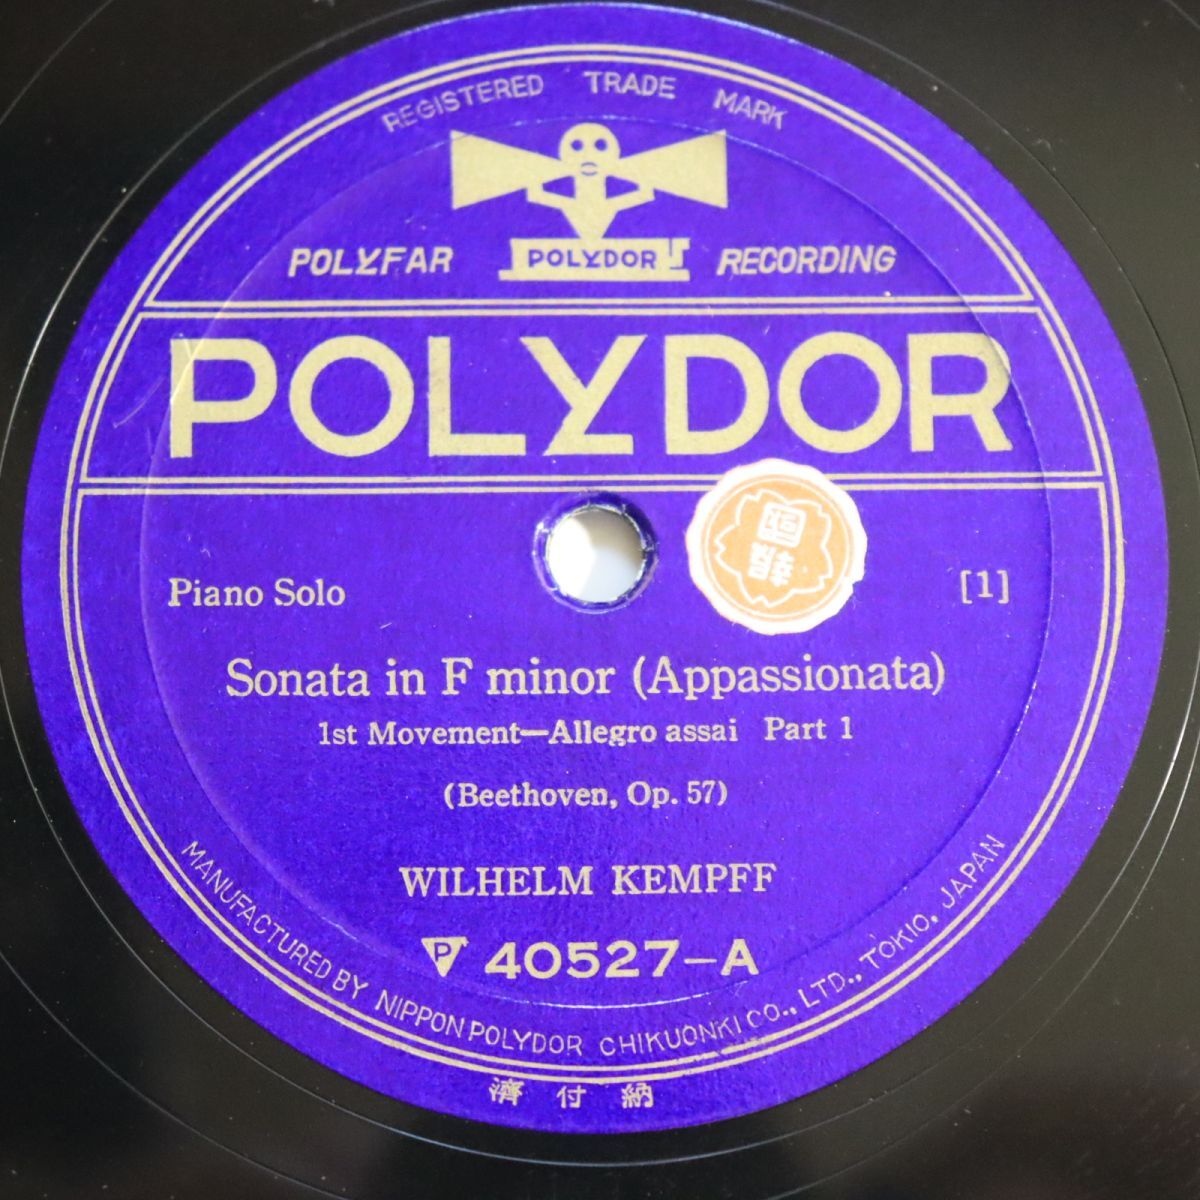 REGISTERED TRADE MARK
POLYFAR
POLYDOR
RECORDING
POLYDOR
Piano Solo
[1]
Sonata in F minor (Appassionata)
1st Movement—Allegro assai Part 1
(Beethoven, Op. 57)
WILHELM KEMPFF
P 40527-A
MANUFACTURED BY NIPPON POLYDOR CHIKUONKI CO., LTD., TOKIO, JAPAN
濟付納